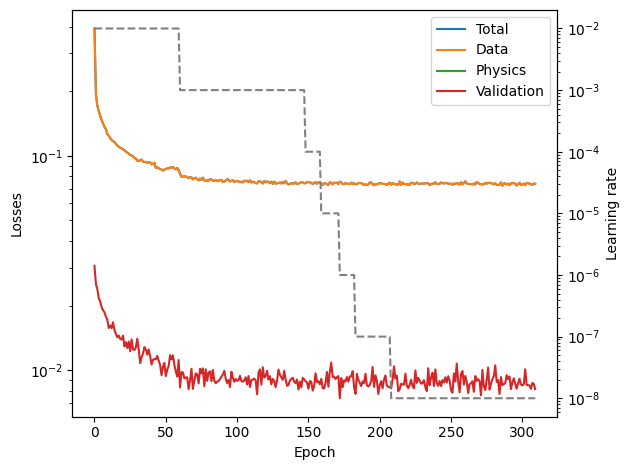 Total
Data
Physics
Validation
Losses
10⁻¹
10⁻²
10⁻²
10⁻³
10⁻⁴
10⁻⁵
10⁻⁶
10⁻⁷
10⁻⁸
Learning rate
0 50 100 150 200 250 300
Epoch